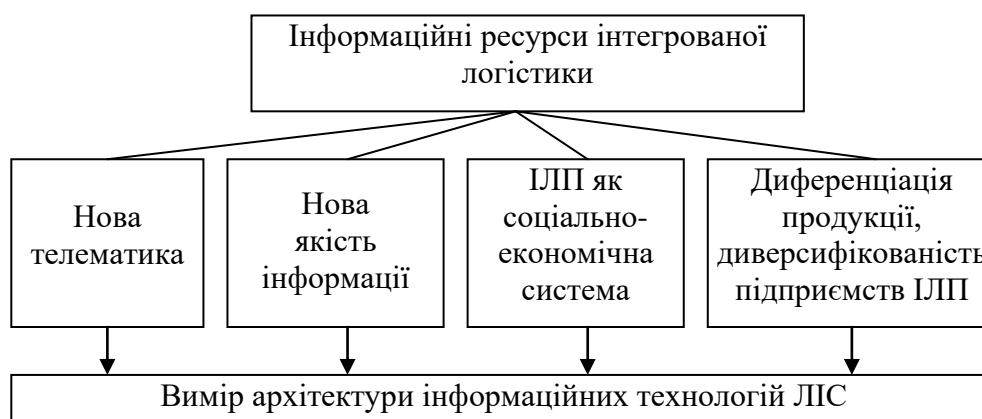 Інформаційні ресурси інтегрованої
логістики
Нова
телематика
Нова
якість
інформації
ІЛП як
соціально-
економічна
система
Диференціація
продукції,
диверсифікованість
підприємств ІЛП
Вимір архітектури інформаційних технологій ЛІС